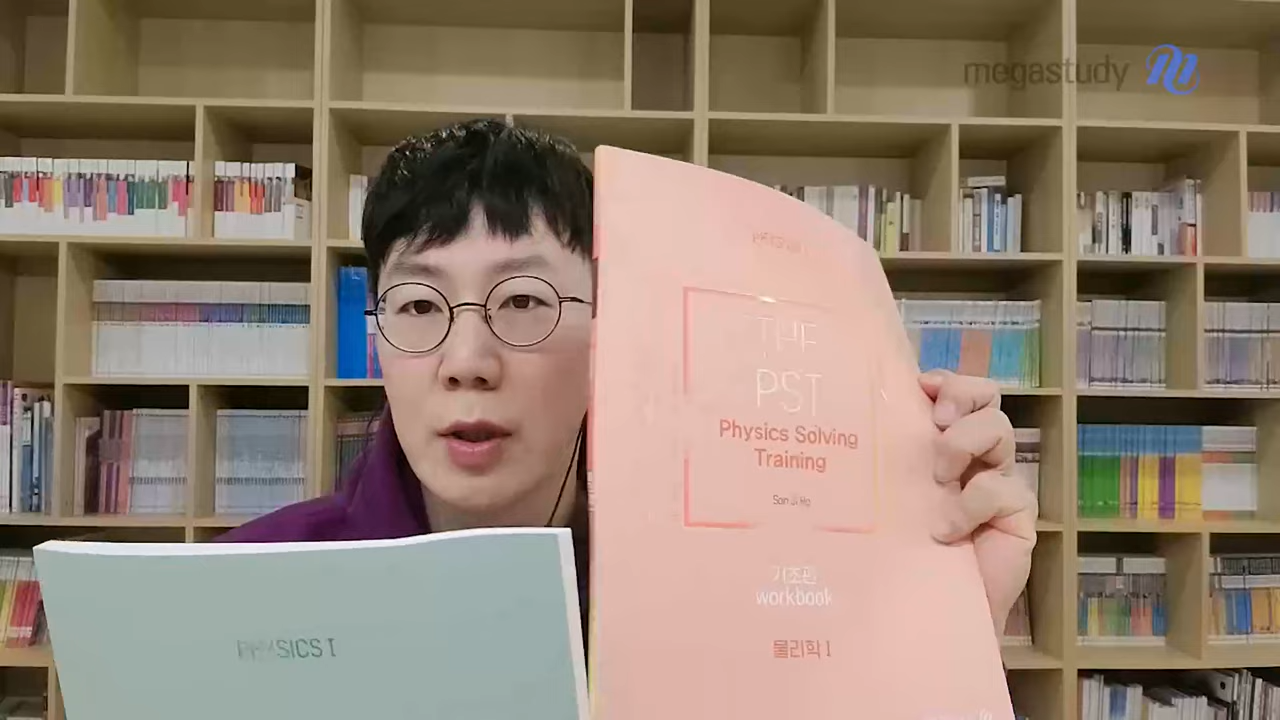 megastudy
THE
PST
Physics Solving
Training
Son Ji Ho
기초편
workbook
물리학 I
PHYSICS I